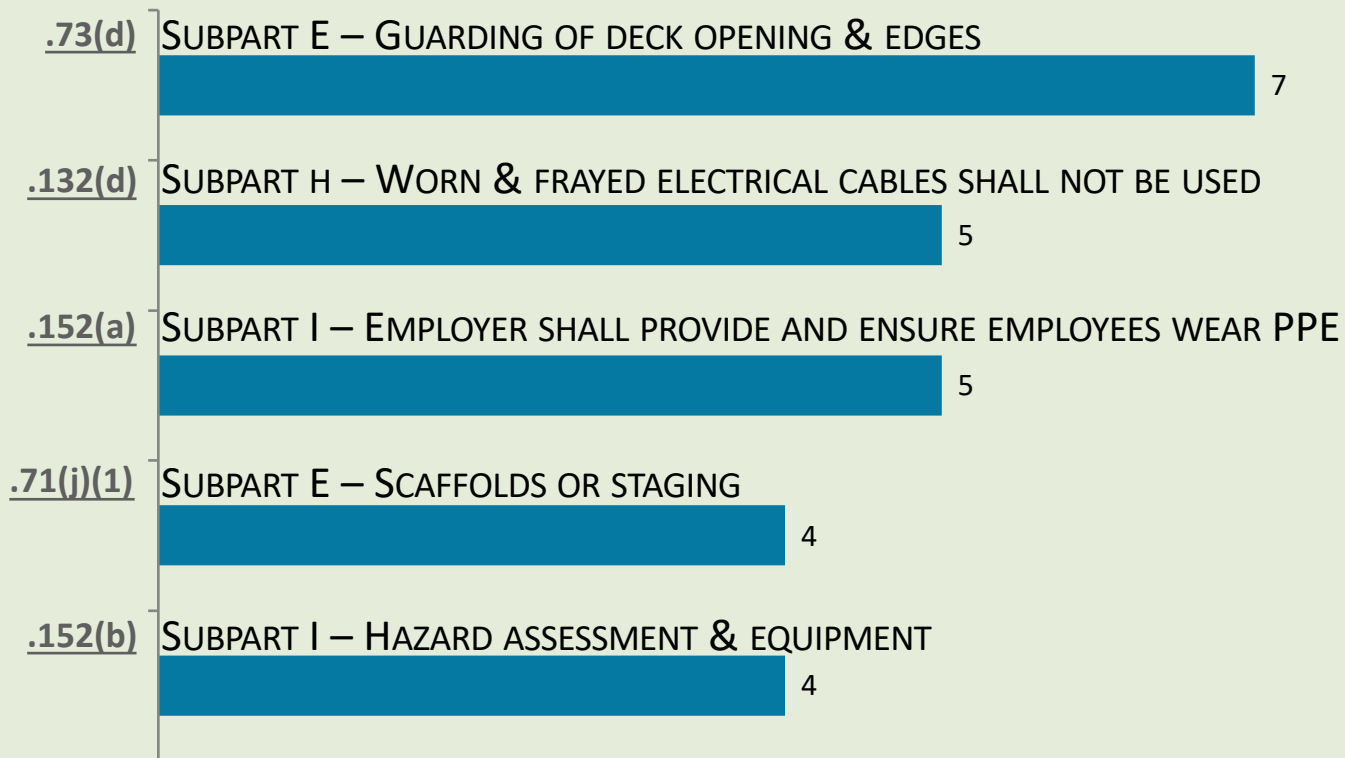 .73(d) Subpart E – Guarding of deck opening & edges
7
.132(d) Subpart h – Worn & frayed electrical cables shall not be used
5
.152(a) Subpart I – Employer shall provide and ensure employees wear PPE
5
.71(j)(1) Subpart E – Scaffolds or staging
4
.152(b) Subpart I – Hazard assessment & equipment
4